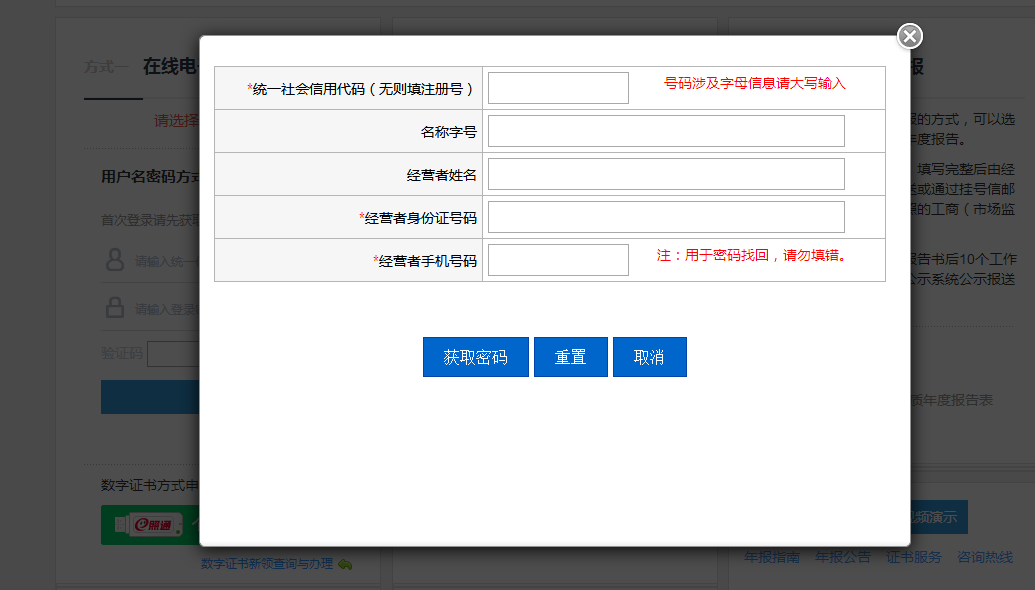 方式一
在线电
报
请选择
报的方式，可以选
年度报告。
用户名密码方式
填写完整后由经
送或通过挂号信邮
照的工商（市场监
首次登录请先获取
请输入统一
报告书后10个工作
公示系统公示报送
请输入登录
验证码
质年度报告表
数字证书方式申
e照通
视频演示
数字证书新领查询与办理
年报指南 年报公告 证书服务 咨询热线
*统一社会信用代码（无则填注册号）
号码涉及字母信息请大写输入
名称字号
经营者姓名
*经营者身份证号码
*经营者手机号码
注：用于密码找回，请勿填错。
获取密码 重置 取消